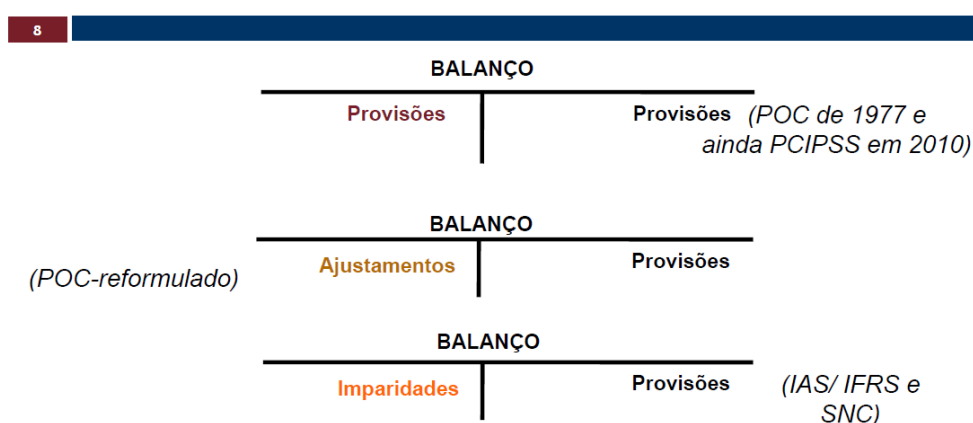 8
BALANÇO
Provisões Provisões (POC de 1977 e
ainda PCIPSS em 2010)
BALANÇO
(POC-reformulado) Ajustamentos Provisões
BALANÇO
Imparidades Provisões (IAS/ IFRS e
SNC)